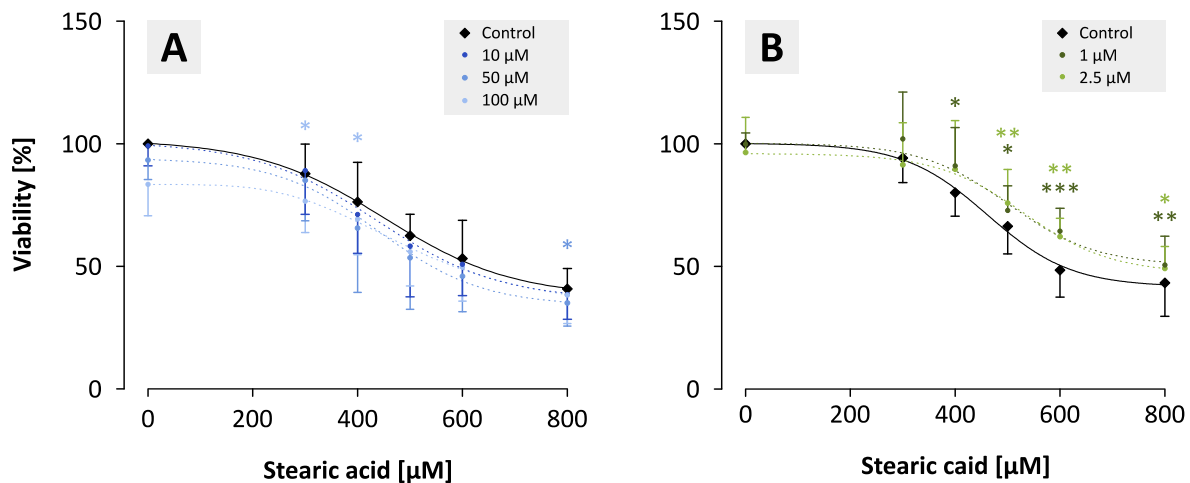 A
Control
10 µM
50 µM
100 µM
150
100
50
0
Viability [%]
* *
*
0 200 400 600 800
Stearic acid [µM]
B
Control
1 µM
2.5 µM
150
100
50
0
*
**
*
**
***
*
**
0 200 400 600 800
Stearic caid [µM]